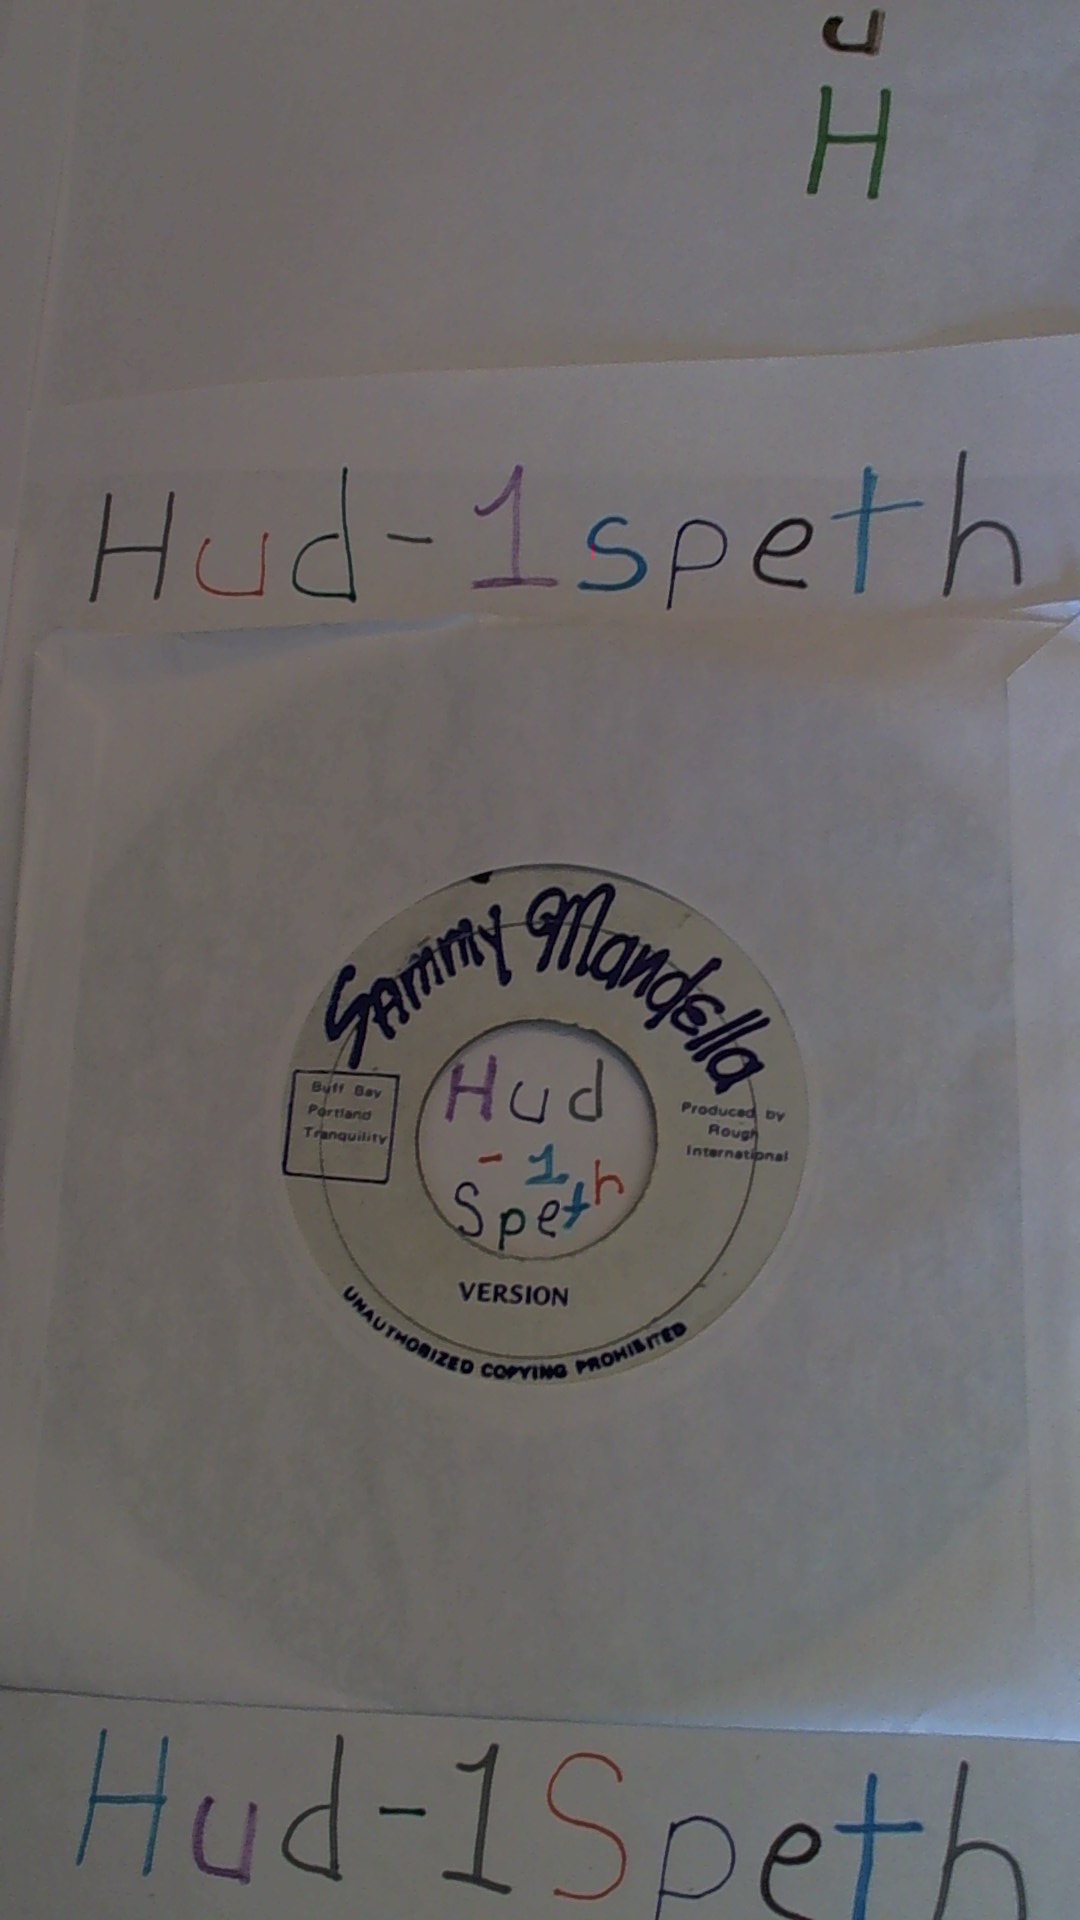 u
H
Hud-1speth
Sammy Mandella
Buff Bay
Portland
Tranquility
Produced by
Rough
International
Hud
-1
Speth
VERSION
UNAUTHORIZED COPYING PROHIBITED
Hud-1Speth